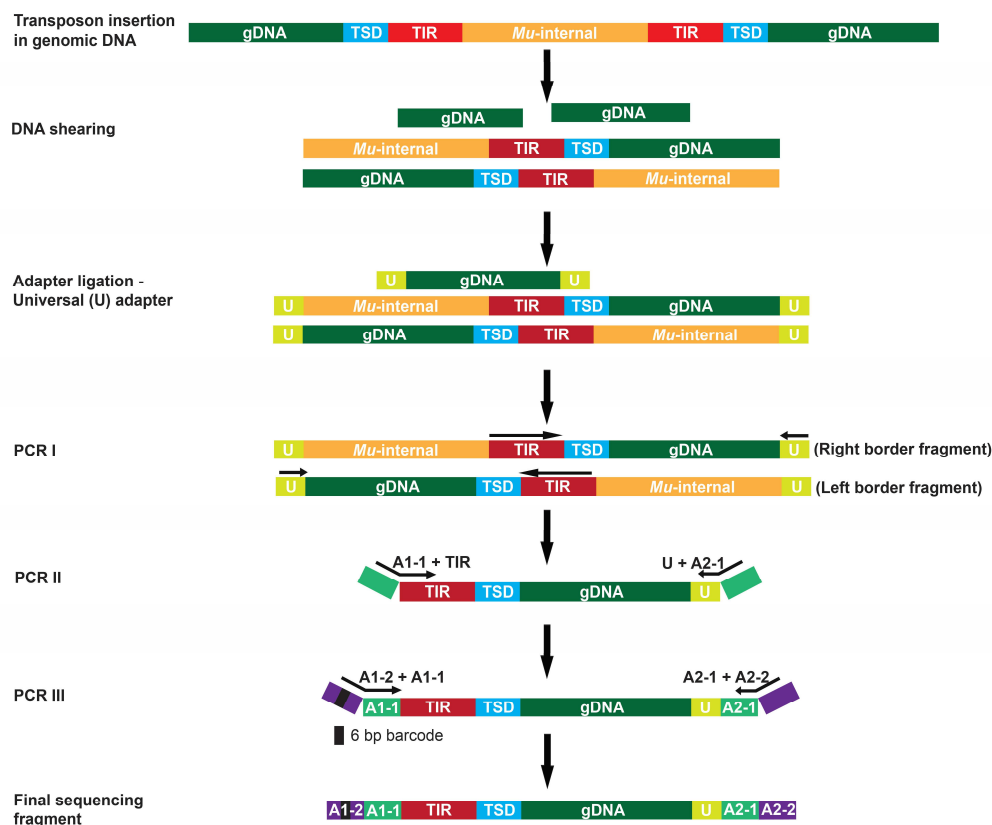 Transposon insertion
in genomic DNA
gDNA TSD TIR Mu-internal TIR TSD gDNA
DNA shearing
gDNA gDNA
Mu-internal TIR TSD gDNA
gDNA TSD TIR Mu-internal
Adapter ligation -
Universal (U) adapter
U gDNA U
U Mu-internal TIR TSD gDNA U
U gDNA TSD TIR Mu-internal U
PCR I
U Mu-internal TIR TSD gDNA U (Right border fragment)
U gDNA TSD TIR Mu-internal U (Left border fragment)
PCR II
A1-1 + TIR U + A2-1
TIR TSD gDNA U
PCR III
A1-2 + A1-1 A2-1 + A2-2
A1-1 TIR TSD gDNA U A2-1
6 bp barcode
Final sequencing
fragment
A1-2 A1-1 TIR TSD gDNA U A2-1 A2-2